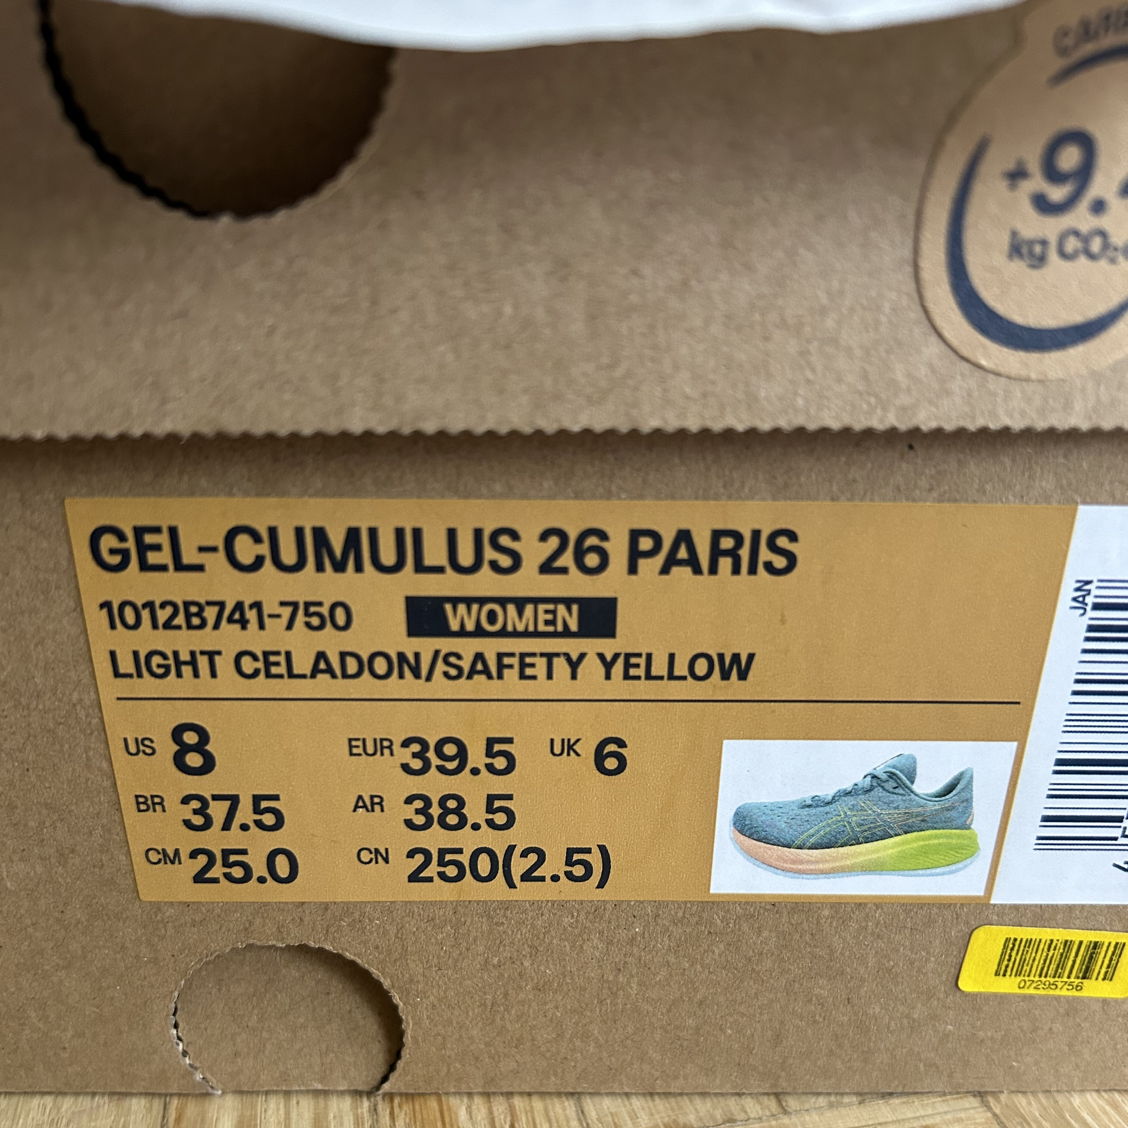 +9.
kg CO₂
GEL-CUMULUS 26 PARIS
1012B741-750 WOMEN
LIGHT CELADON/SAFETY YELLOW
US 8 EUR 39.5 UK 6
BR 37.5 AR 38.5
CM 25.0 CN 250(2.5)
JAN
07295756